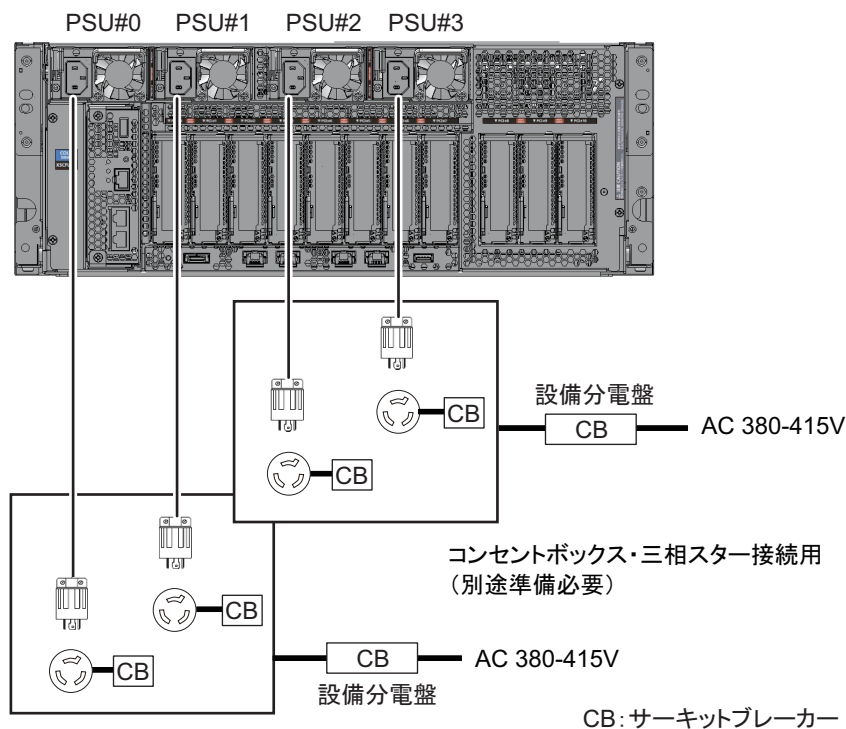 PSU#0 PSU#1 PSU#2 PSU#3
CB
設備分電盤
CB
AC 380-415V
CB
コンセントボックス・三相スター接続用
（別途準備必要）
CB
CB
CB
AC 380-415V
設備分電盤
CB：サーキットブレーカー